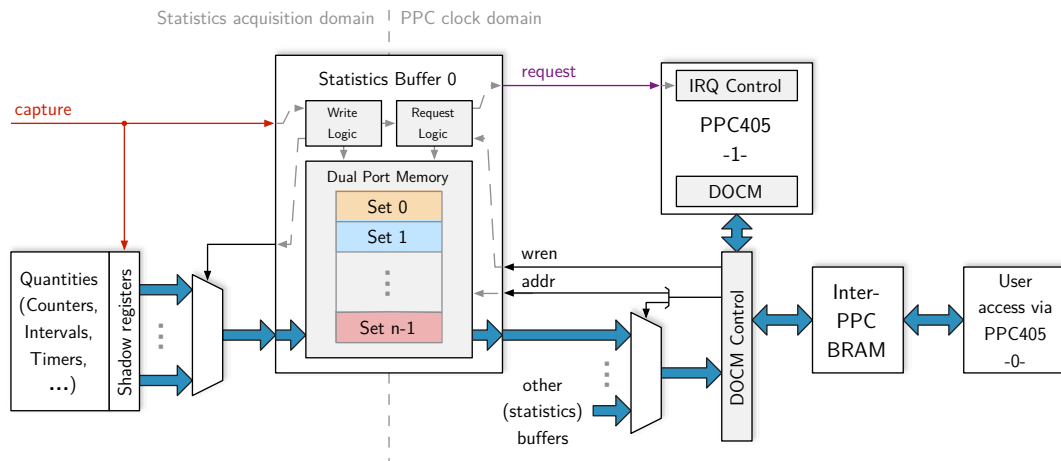 Statistics acquisition domain
PPC clock domain
Statistics Buffer 0
request
capture
Write
Logic
Request
Logic
IRQ Control
PPC405
-1-
DOCM
Dual Port Memory
Set 0
Set 1
Set n-1
wren
addr
Quantities
(Counters,
Intervals,
Timers,
...)
Shadow registers
other
(statistics)
buffers
DOCM Control
Inter-
PPC
BRAM
User
access via
PPC405
-0-